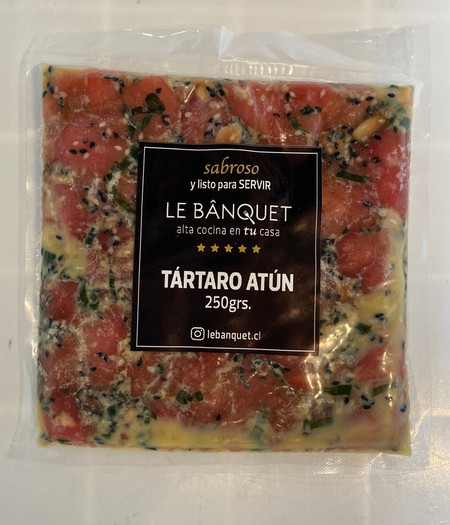 sabroso
y listo para SERVIR
LE BÂNQUET
alta cocina en tu casa
TÁRTARO ATÚN
250grs.
lebanquet.cl